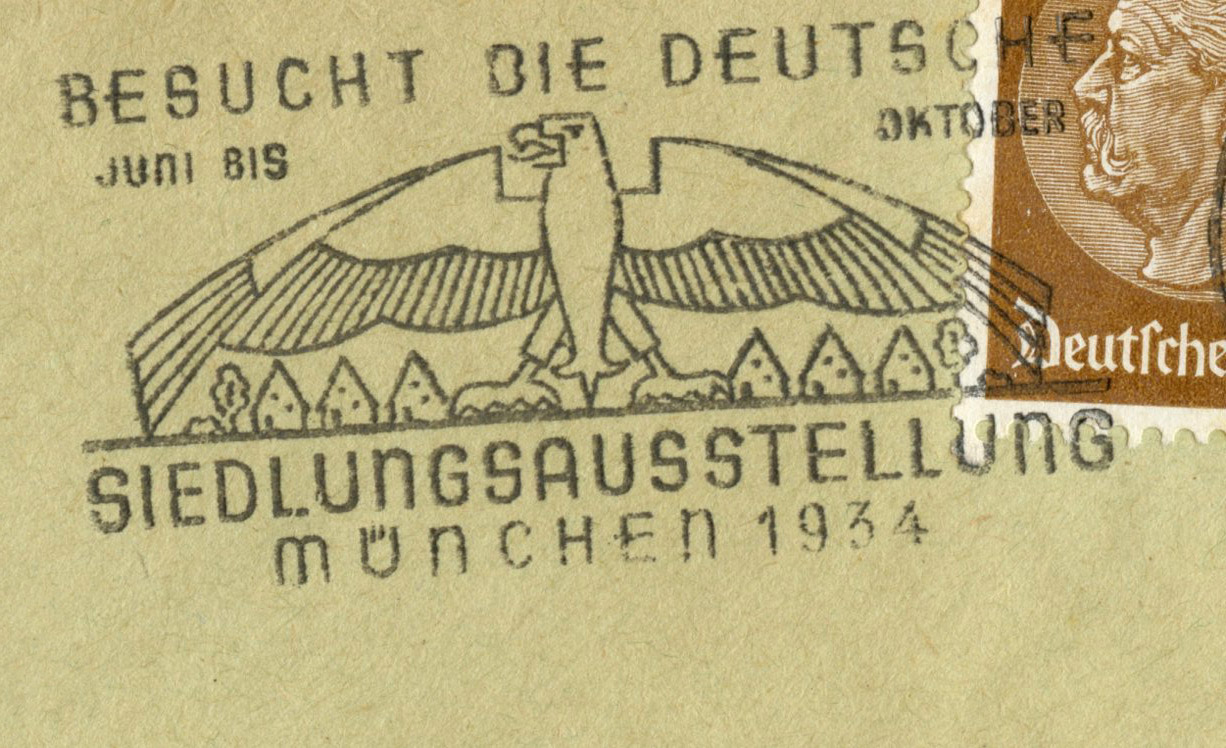 BESUCHT DIE DEUTSCHE
JUNI BIS OKTOBER
SIEDLUNGSAUSSTELLUNG
MÜNCHEN 1934
Deutsche